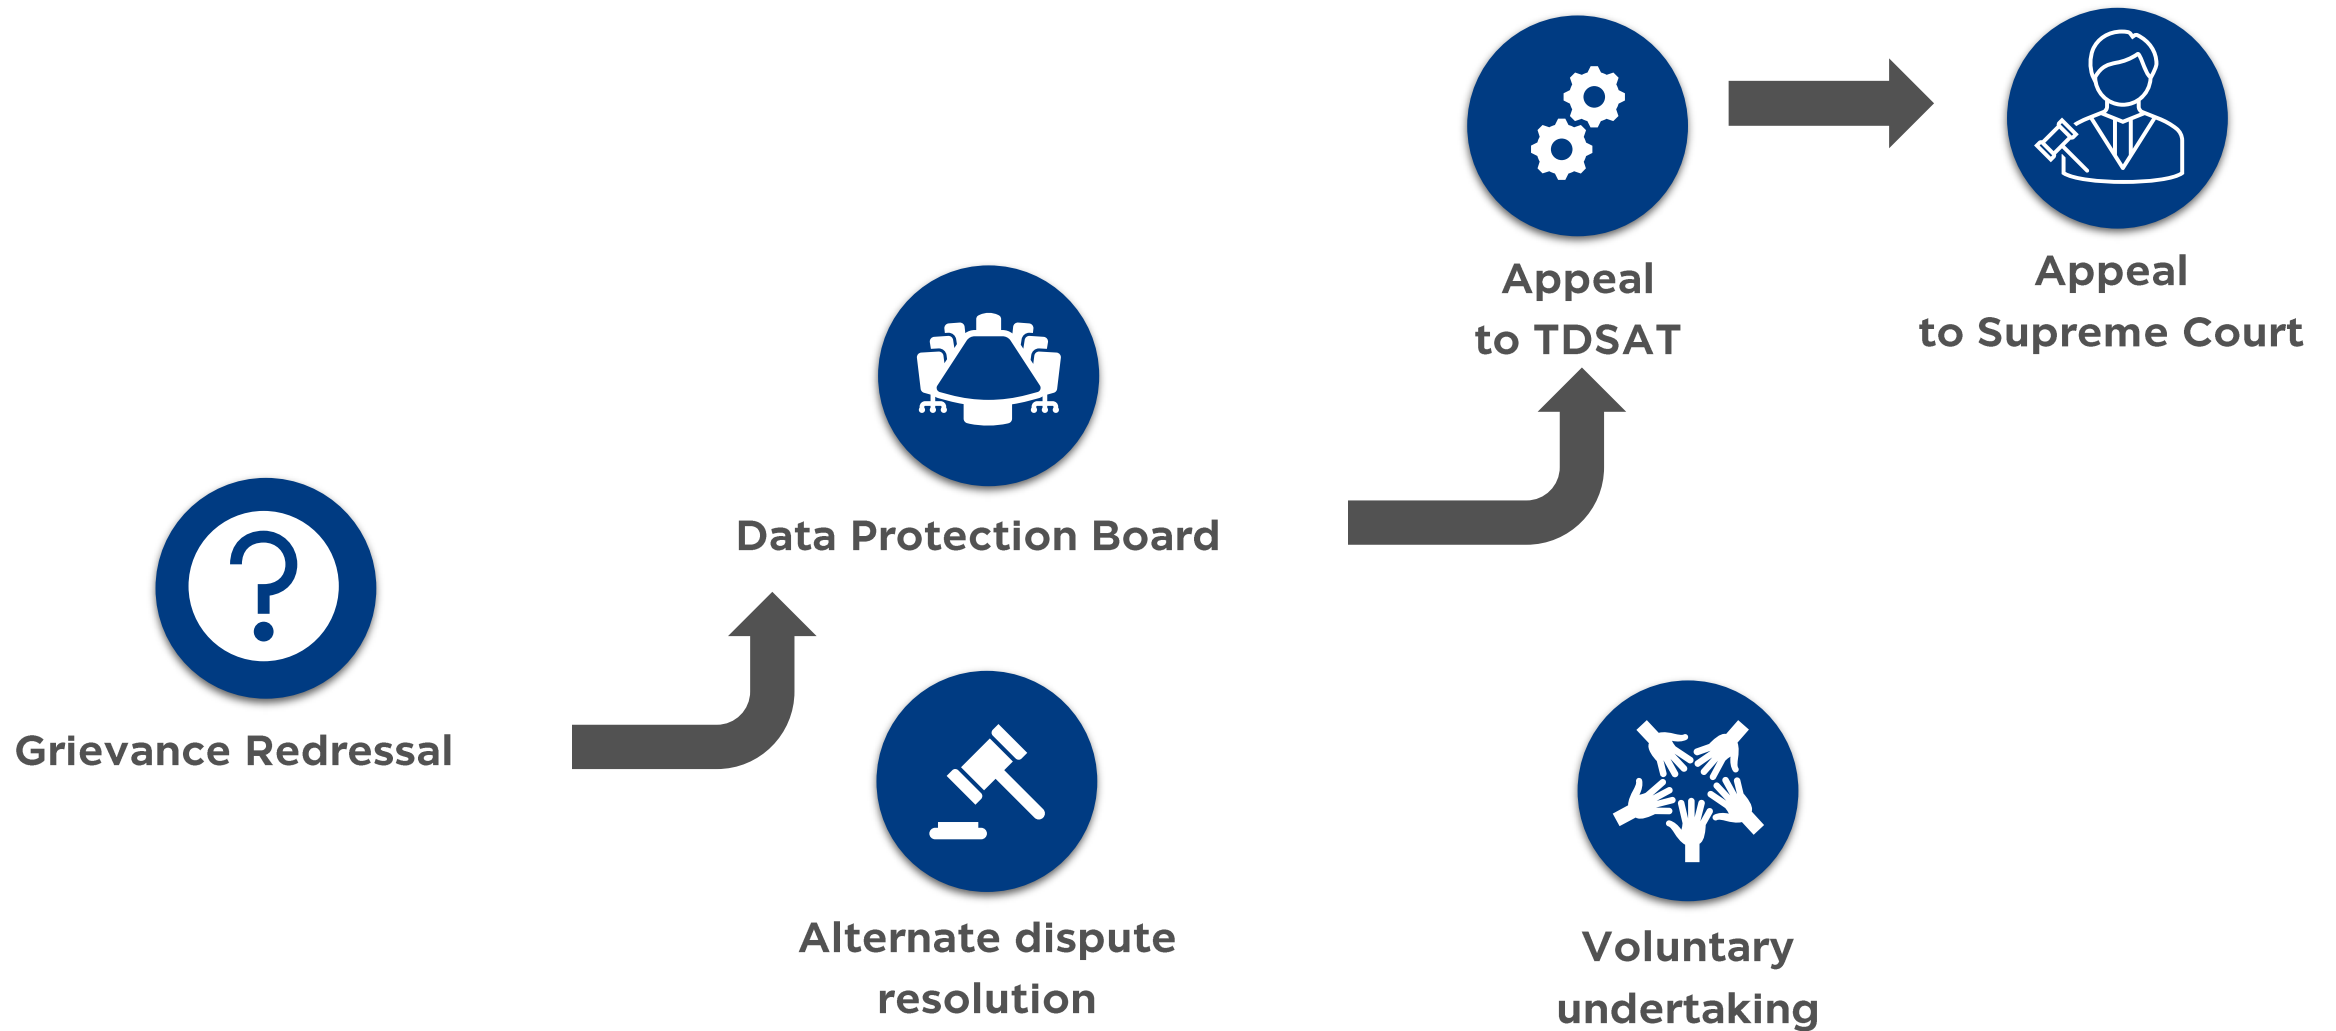 Appeal
to TDSAT
Appeal
to Supreme Court
Data Protection Board
Grievance Redressal
Alternate dispute
resolution
Voluntary
undertaking